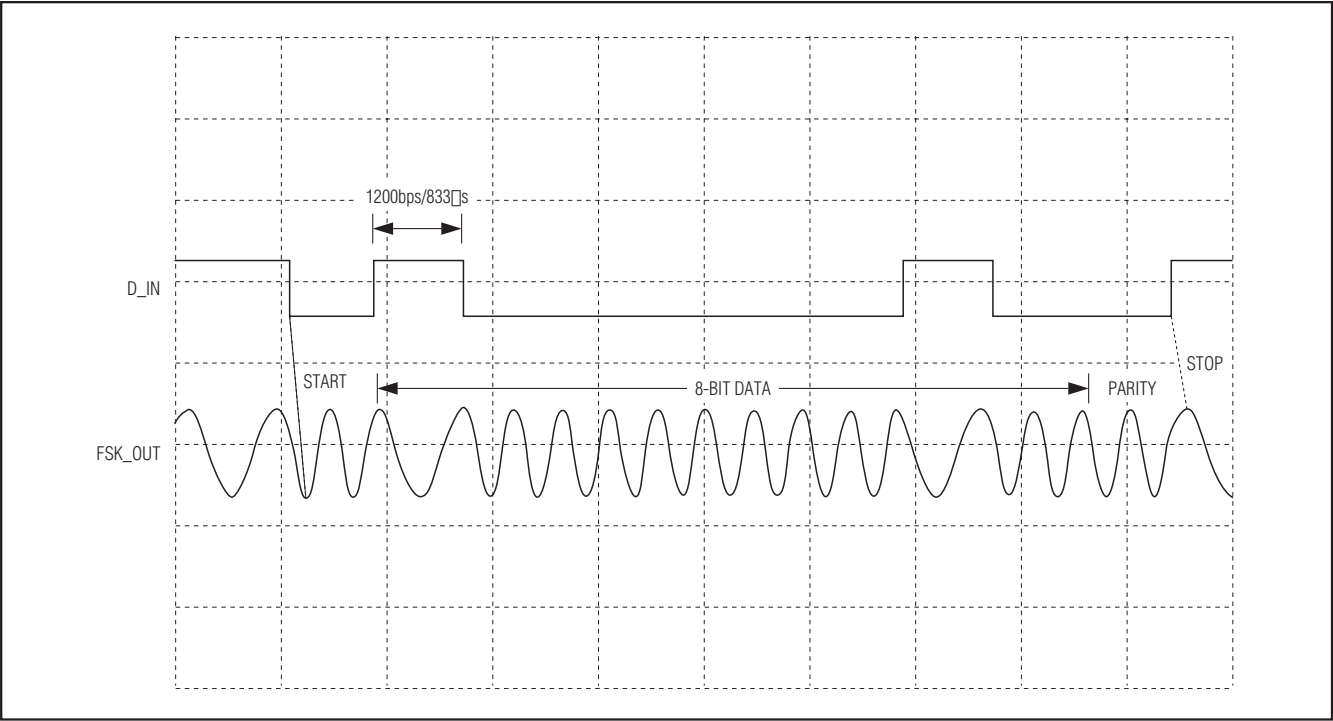 1200bps/833▯s
D_IN
START
8-BIT DATA
PARITY
STOP
FSK_OUT